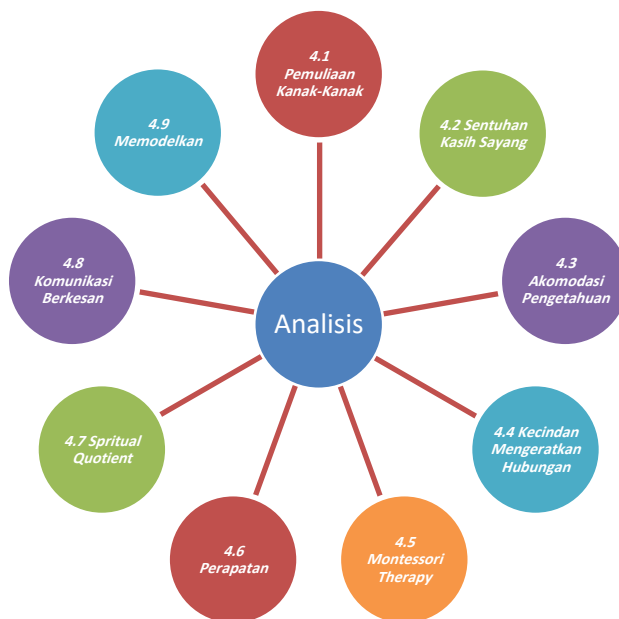 4.1
Pemuliaan
Kanak-Kanak
4.2 Sentuhan
Kasih Sayang
4.3
Akomodasi
Pengetahuan
4.4 Kecindan
Mengeratkan
Hubungan
4.5
Montessori
Therapy
4.6
Perapatan
4.7 Spritual
Quotient
4.8
Komunikasi
Berkesan
4.9
Memodelkan
Analisis